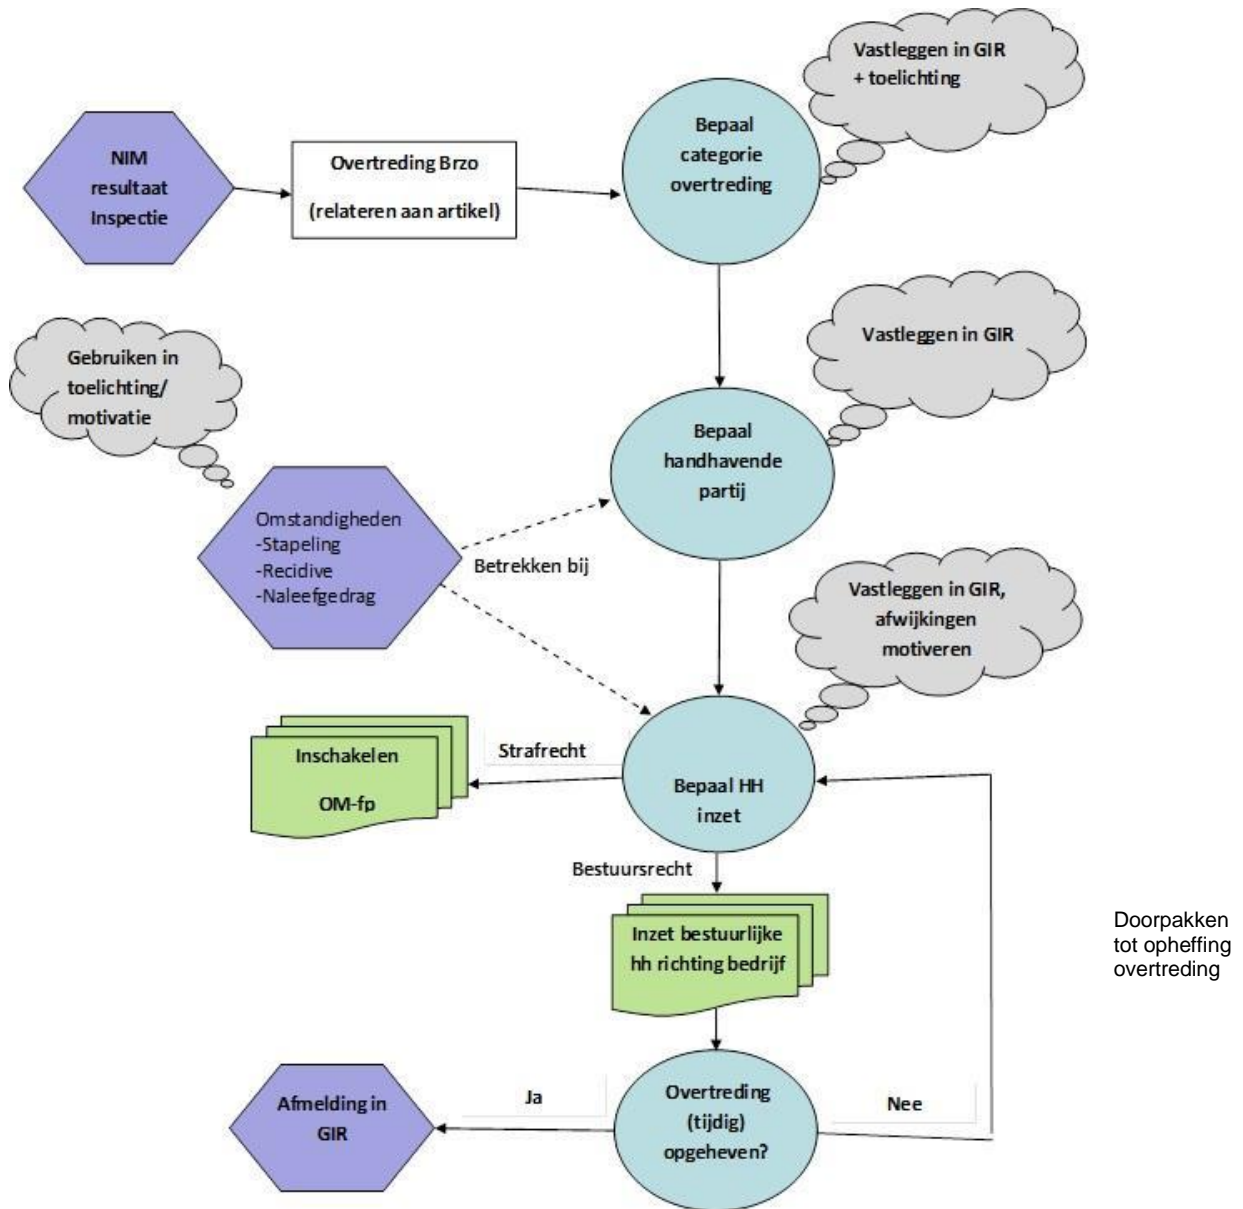 Vastleggen in GIR
+ toelichting
NIM
resultaat
Inspectie
Overtreding Brzo
(relateren aan artikel)
Bepaal
categorie
overtreding
Vastleggen in GIR
Gebruiken in
toelichting/
motivatie
Bepaal
handhavende
partij
Omstandigheden
-Stapeling
-Recidive
-Naleefgedrag
Betrekken bij
Vastleggen in GIR,
afwijkingen
motiveren
Strafrecht
Inschakelen
OM-fp
Bepaal HH
inzet
Bestuursrecht
Inzet bestuurlijke
hh richting bedrijf
Doorpakken
tot opheffing
overtreding
Ja
Nee
Overtreding
(tijdig)
opgeheven?
Afmelding in
GIR